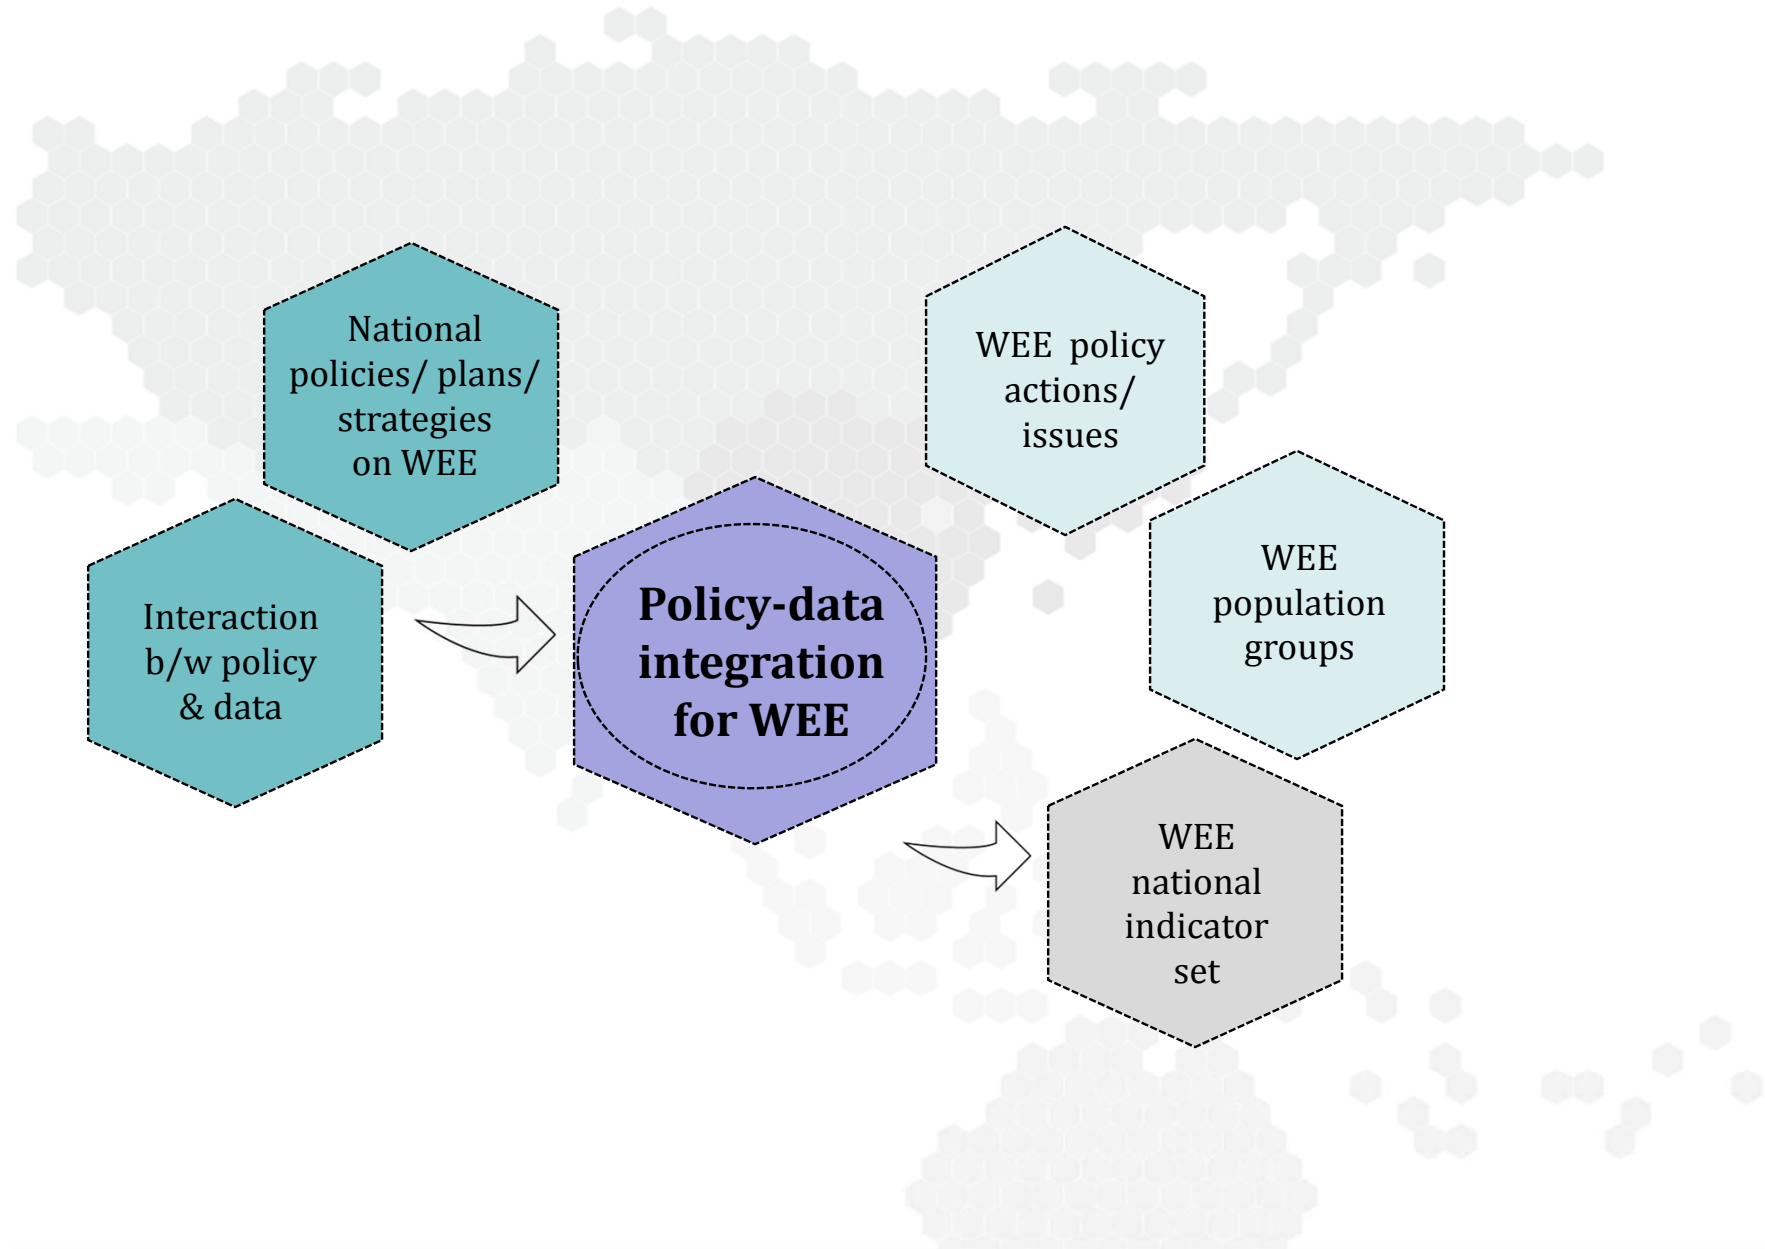 National
policies/ plans/
strategies
on WEE
Interaction
b/w policy
& data
Policy-data
integration
for WEE
WEE  policy
actions/
issues
WEE
population
groups
WEE
national
indicator
set